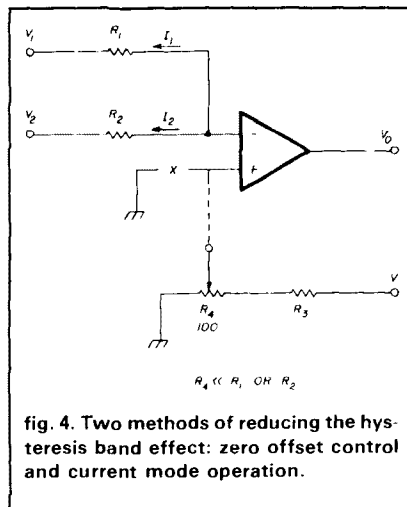 V1 R1 I1
V2 R2 I2
-
V0
X +
V
R4 R3
100
R4 << R1 OR R2
fig. 4. Two methods of reducing the hys-
teresis band effect: zero offset control
and current mode operation.